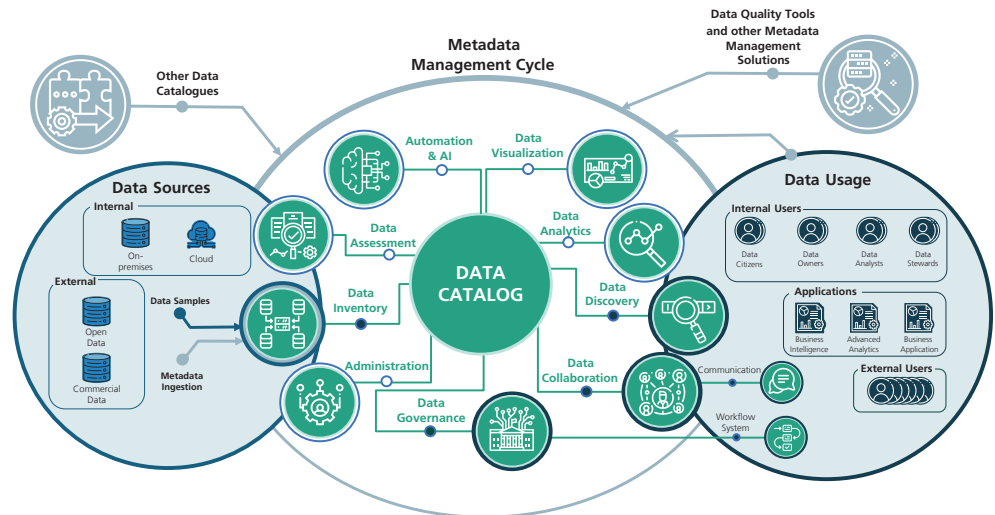 Metadata
Management Cycle
Data Quality Tools
and other Metadata
Management
Solutions
Other Data
Catalogues
Data Sources
Internal
On-
premises
Cloud
External
Open
Data
Commercial
Data
Data Samples
Metadata
Ingestion
Automation
& AI
Data
Visualization
Data
Assessment
Data
Analytics
DATA
CATALOG
Data
Inventory
Data
Discovery
Administration
Data
Collaboration
Data
Governance
Data Usage
Internal Users
Data
Citizens
Data
Owners
Data
Analysts
Data
Stewards
Applications
Business
Intelligence
Advanced
Analytics
Business
Application
External Users
Communication
Workflow
System